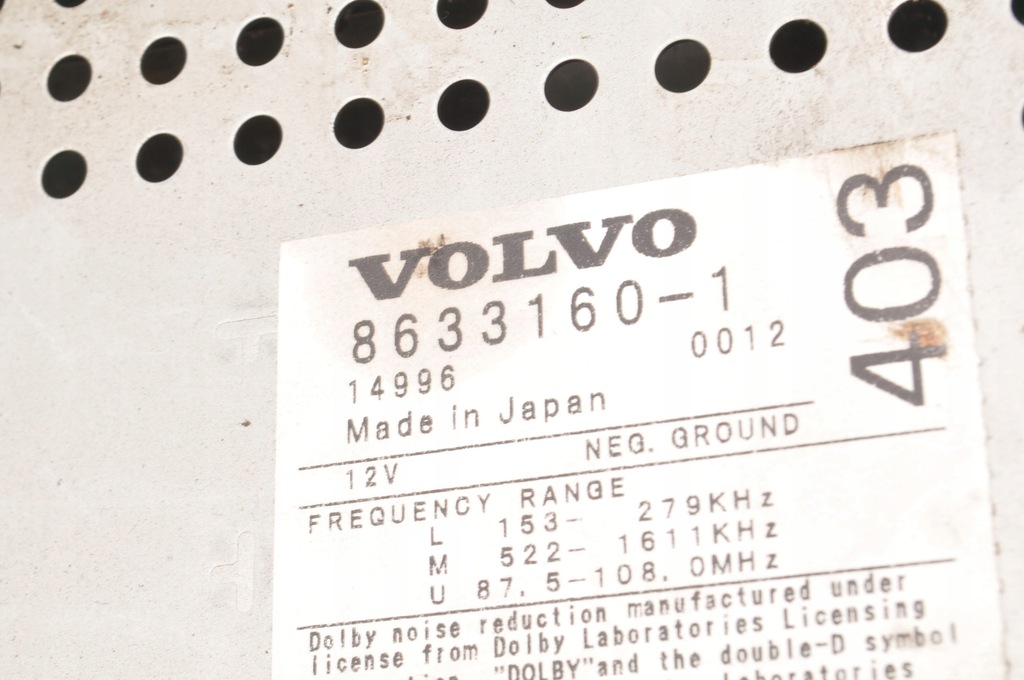 VOLVO
8633160-1
14996 0012
Made in Japan
403
12V NEG. GROUND
FREQUENCY RANGE
L 153- 279KHz
M 522- 1611KHz
U 87.5-108.0MHz
Dolby noise reduction manufactured under
license from Dolby Laboratories Licensing
"DOLBY"and the double-D symbol